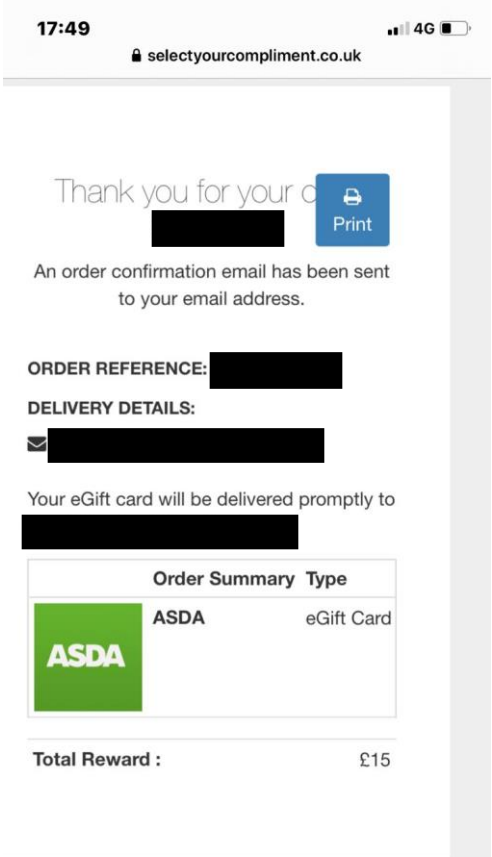 17:49 4G
selectyourcompliment.co.uk
Thank you for your
Print
An order confirmation email has been sent
to your email address.
ORDER REFERENCE:
DELIVERY DETAILS:
Your eGift card will be delivered promptly to
Order Summary Type
ASDA eGift Card
ASDA
Total Reward : £15